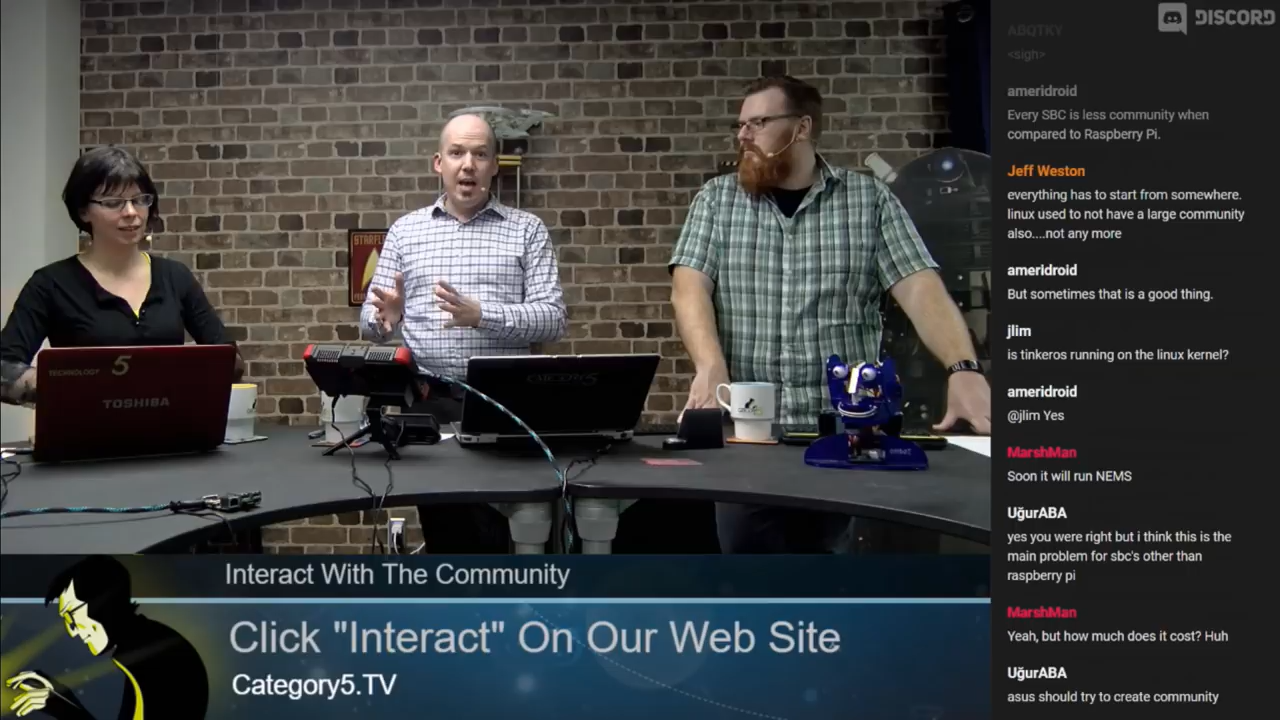 STARFL
TECHNOLOGY 5
TOSHIBA
CATEGORY5
Interact With The Community
Click "Interact" On Our Web Site
Category5.TV
DISCORD
ABQTKY
<sigh>
ameridroid
Every SBC is less community when
compared to Raspberry Pi.
Jeff Weston
everything has to start from somewhere.
linux used to not have a large community
also....not any more
ameridroid
But sometimes that is a good thing.
jlim
is tinkeros running on the linux kernel?
ameridroid
@jlim Yes
MarshMan
Soon it will run NEMS
UğurABA
yes you were right but i think this is the
main problem for sbc's other than
raspberry pi
MarshMan
Yeah, but how much does it cost? Huh
UğurABA
asus should try to create community